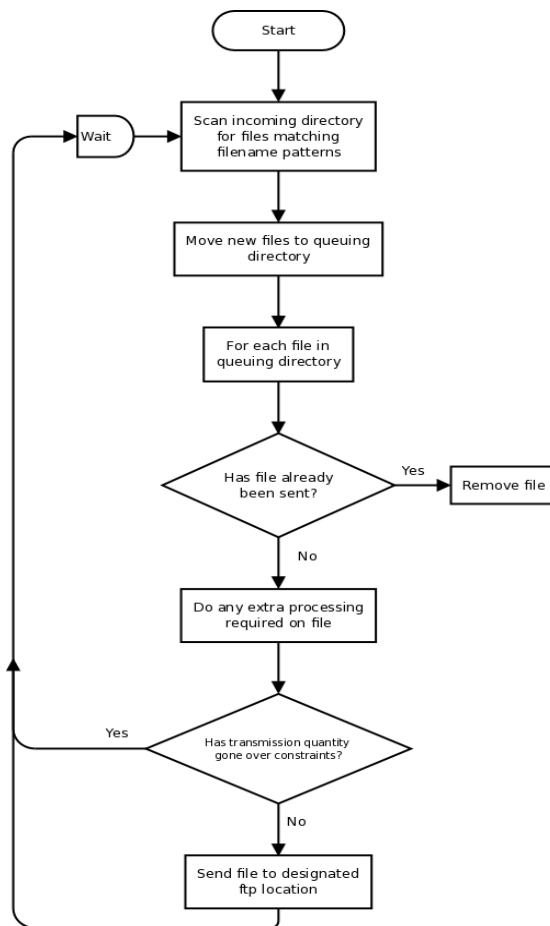 Start
Wait
Scan incoming directory
for files matching
filename patterns
Move new files to queuing
directory
For each file in
queuing directory
Has file already
been sent?
Yes
Remove file
No
Do any extra processing
required on file
Yes
Has transmission quantity
gone over constraints?
No
Send file to designated
ftp location